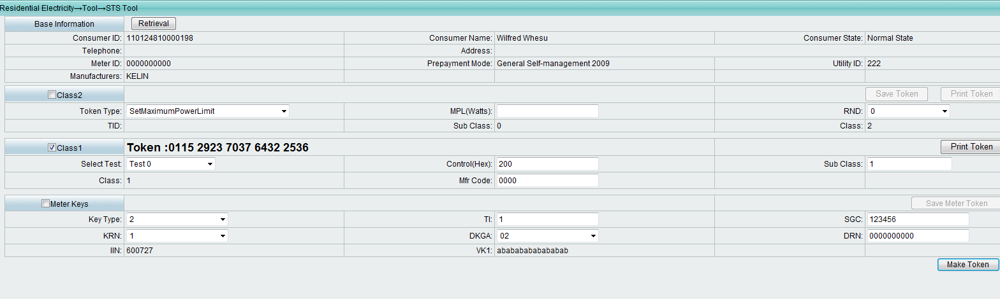 Residential Electricity→Tool→STS Tool
Base Information Retrieval
Consumer ID: 110124810000198 Consumer Name: Wilfred Whesu Consumer State: Normal State
Telephone: Address:
Meter ID: 0000000000 Prepayment Mode: General Self-management 2009 Utility ID: 222
Manufacturers: KELIN
Class2 Save Token Print Token
Token Type: SetMaximumPowerLimit MPL(Watts): RND: 0
TID: Sub Class: 0 Class: 2
Class1 Token :0115 2923 7037 6432 2536 Print Token
Select Test: Test 0 Control(Hex): 200 Sub Class: 1
Class: 1 Mfr Code: 0000
Meter Keys Save Meter Token
Key Type: 2 TI: 1 SGC: 123456
KRN: 1 DKGA: 02 DRN: 0000000000
IIN: 600727 VK1: abababababababab
Make Token